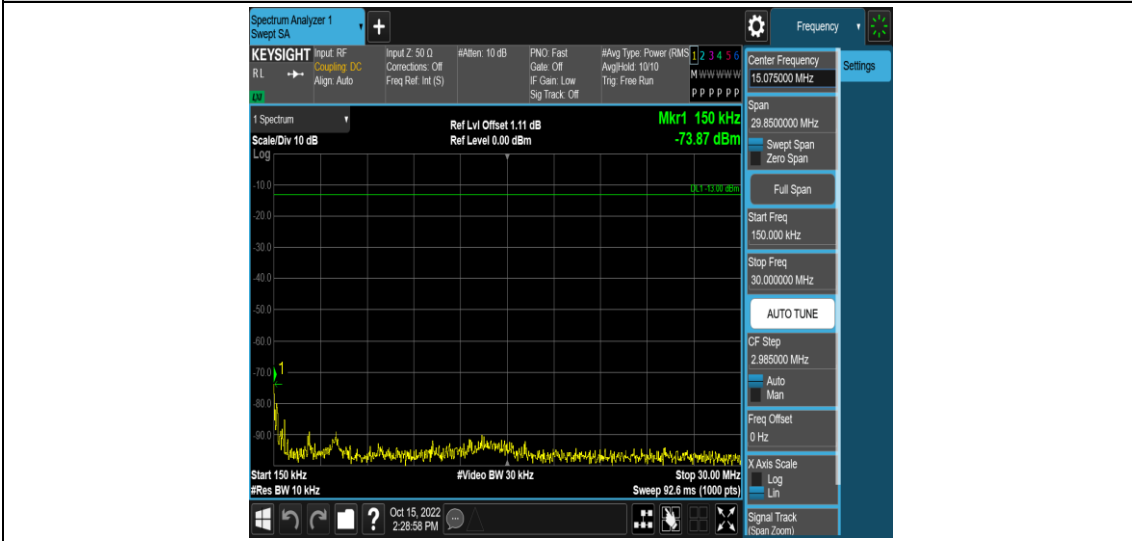 Spectrum Analyzer 1
Swept SA
+
Frequency
KEYSIGHT
RL
LXI
Input: RF
Coupling: DC
Align: Auto
Input Z: 50 Ω
Corrections: Off
Freq Ref: Int (S)
#Atten: 10 dB
PNO: Fast
Gate: Off
IF Gain: Low
Sig Track: Off
#Avg Type: Power (RMS
Avg|Hold: 10/10
Trig: Free Run
1 2 3 4 5 6
M W W W W W
P P P P P P
1 Spectrum
Scale/Div 10 dB
Log
Ref Lvl Offset 1.11 dB
Ref Level 0.00 dBm
Mkr1 150 kHz
-73.87 dBm
DL1 -13.00 dBm
-10.0
-20.0
-30.0
-40.0
-50.0
-60.0
-70.0
1
-80.0
-90.0
Start 150 kHz
#Video BW 30 kHz
Stop 30.00 MHz
#Res BW 10 kHz
Sweep 92.6 ms (1000 pts)
?
Oct 15, 2022
2:28:58 PM
Center Frequency
15.075000 MHz
Settings
Span
29.8500000 MHz
Swept Span
Zero Span
Full Span
Start Freq
150.000 kHz
Stop Freq
30.000000 MHz
AUTO TUNE
CF Step
2.985000 MHz
Auto
Man
Freq Offset
0 Hz
X Axis Scale
Log
Lin
Signal Track
(Span Zoom)